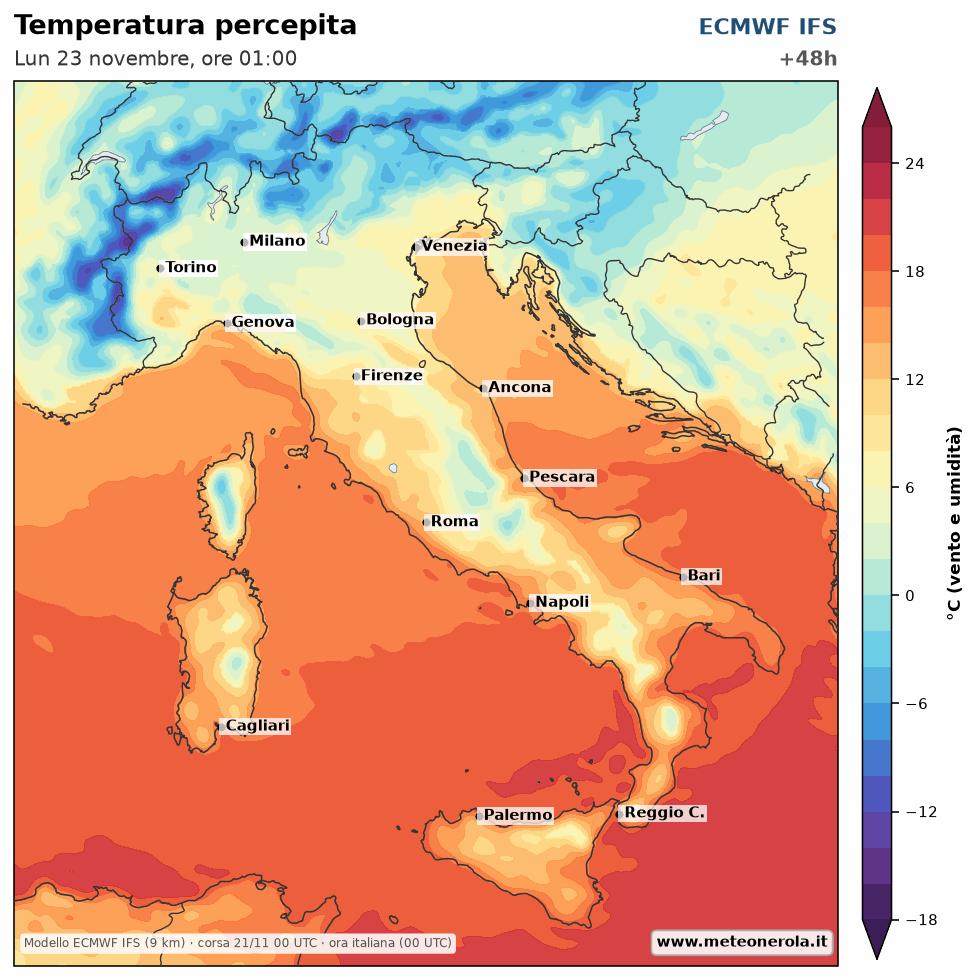 Temperatura percepita
ECMWF IFS
Lun 23 novembre, ore 01:00
+48h
Milano
Venezia
Torino
Genova
Bologna
Firenze
Ancona
Pescara
Roma
Bari
Napoli
Cagliari
Palermo
Reggio C.
24
18
12
6
0
−6
−12
−18
°C (vento e umidità)
Modello ECMWF IFS (9 km) · corsa 21/11 00 UTC · ora italiana (00 UTC)
www.meteonerola.it